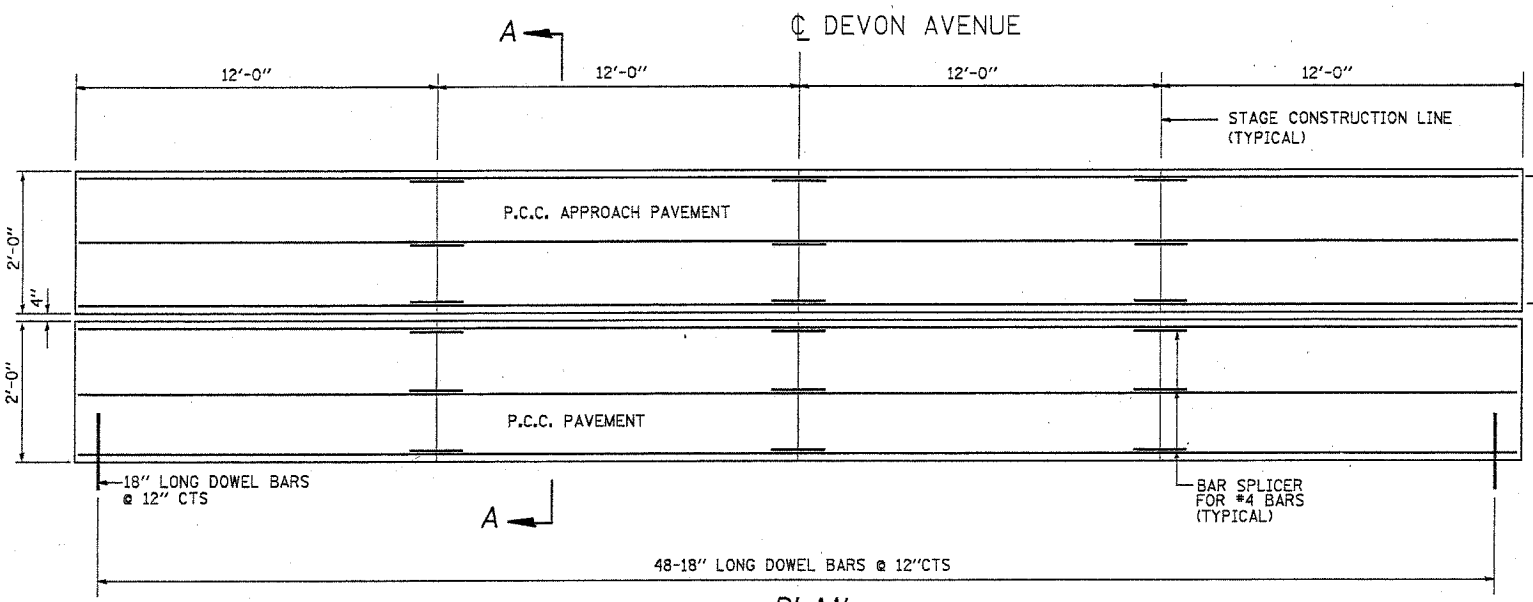 A
℄ DEVON AVENUE
12'-0"
12'-0"
12'-0"
12'-0"
STAGE CONSTRUCTION LINE
(TYPICAL)
P.C.C. APPROACH PAVEMENT
2'-0"
4"
2'-0"
P.C.C. PAVEMENT
18" LONG DOWEL BARS
@ 12" CTS
BAR SPLICER
FOR #4 BARS
(TYPICAL)
A
48-18" LONG DOWEL BARS @ 12"CTS